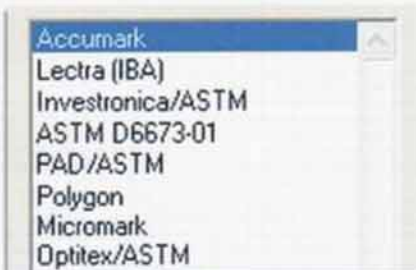 Accumark
Lectra (IBA)
Investronica/ASTM
ASTM D6673-01
PAD/ASTM
Polygon
Micromark
Optitex/ASTM